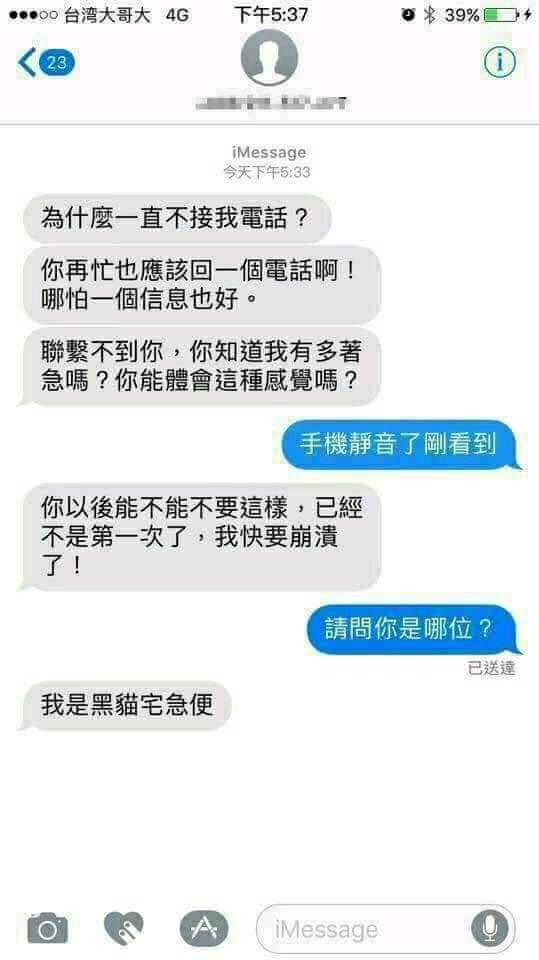 台湾大哥大 4G 下午5:37 39%
23
iMessage
今天下午5:33
為什麼一直不接我電話？
你再忙也應該回一個電話啊！
哪怕一個信息也好。
聯繫不到你，你知道我有多著
急嗎？你能體會這種感覺嗎？
手機靜音了剛看到
你以後能不能不要這樣，已經
不是第一次了，我快要崩潰
了！
請問你是哪位？
已送達
我是黑貓宅急便
iMessage